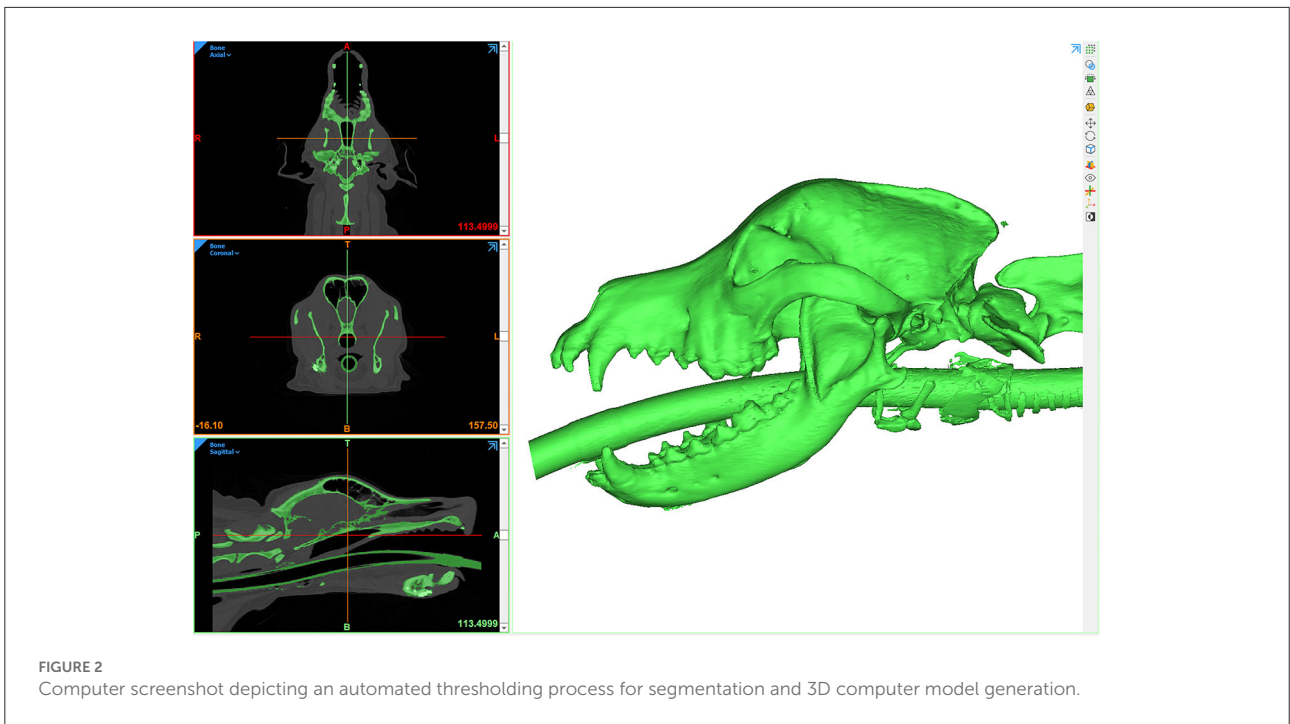 Bone
Axial
A
R
L
P
113.4999
Bone
Coronal
T
R
L
B
-16.10
157.50
Bone
Sagittal
T
P
A
B
113.4999
FIGURE 2
Computer screenshot depicting an automated thresholding process for segmentation and 3D computer model generation.